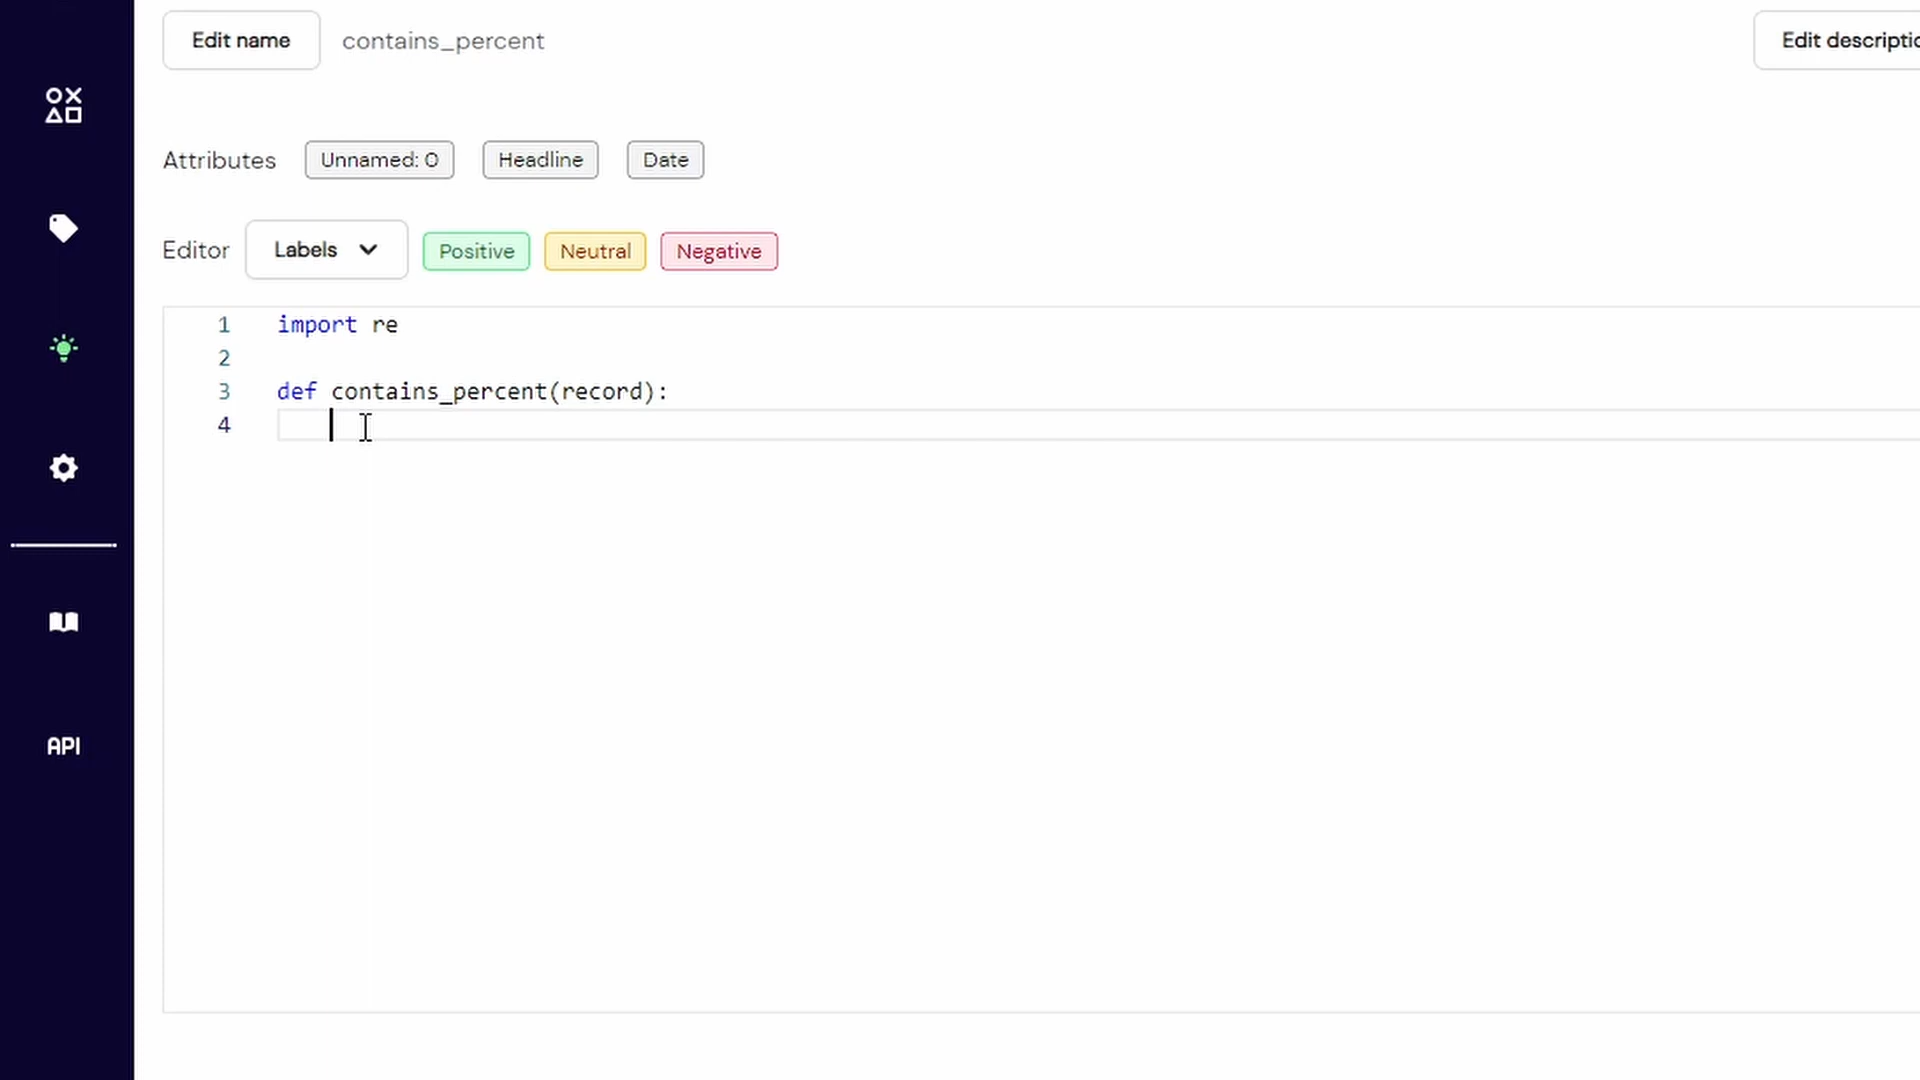 Edit name contains_percent Edit descriptio
Attributes Unnamed: 0 Headline Date
Editor Labels Positive Neutral Negative
1 import re
2
3 def contains_percent(record):
4
API